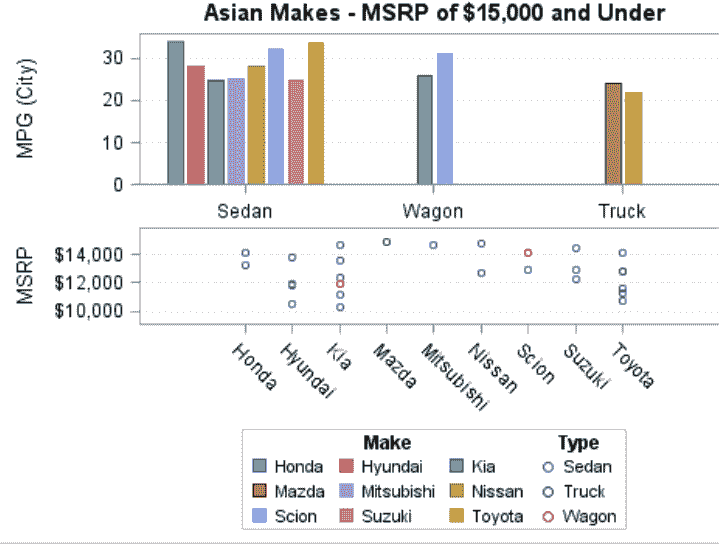 Asian Makes - MSRP of $15,000 and Under
MPG (City)
30
20
10
0
Sedan Wagon Truck
MSRP
$14,000
$12,000
$10,000
Honda Hyundai Kia Mazda Mitsubishi Nissan Scion Suzuki Toyota
Make Type
Honda Hyundai Kia Sedan
Mazda Mitsubishi Nissan Truck
Scion Suzuki Toyota Wagon